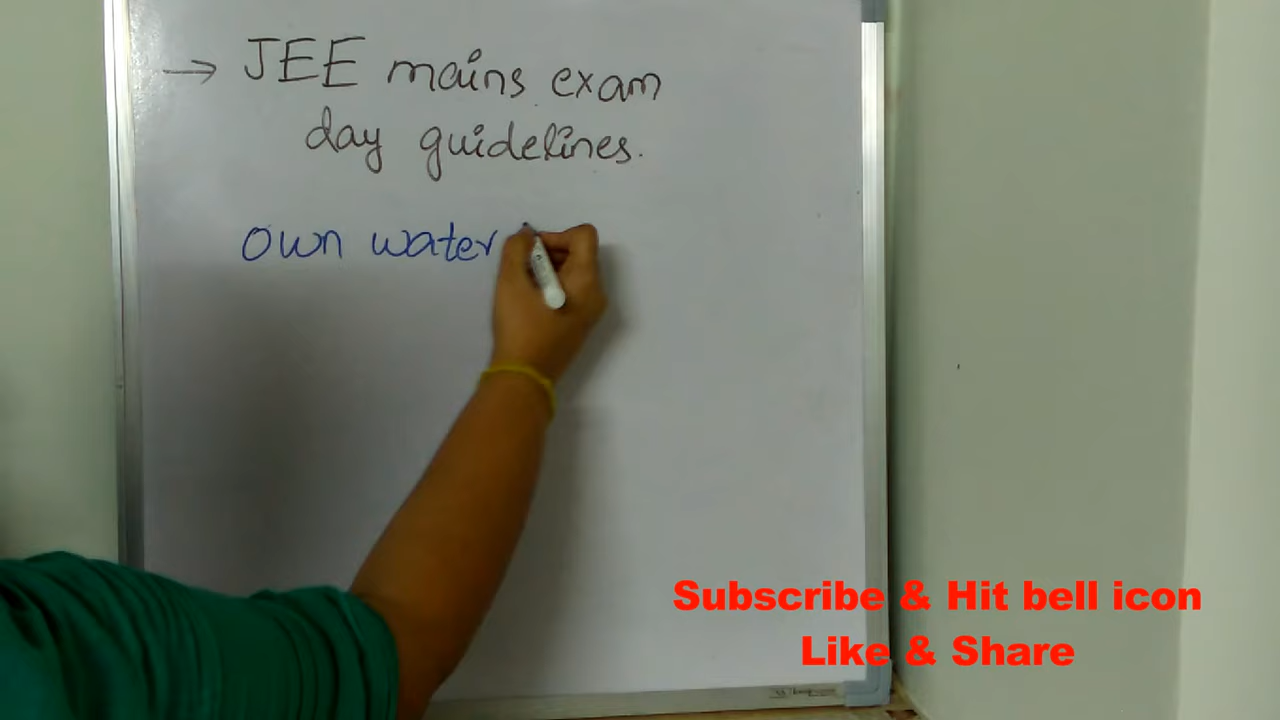 → JEE mains exam
day guidelines.
own water
Subscribe & Hit bell icon
Like & Share